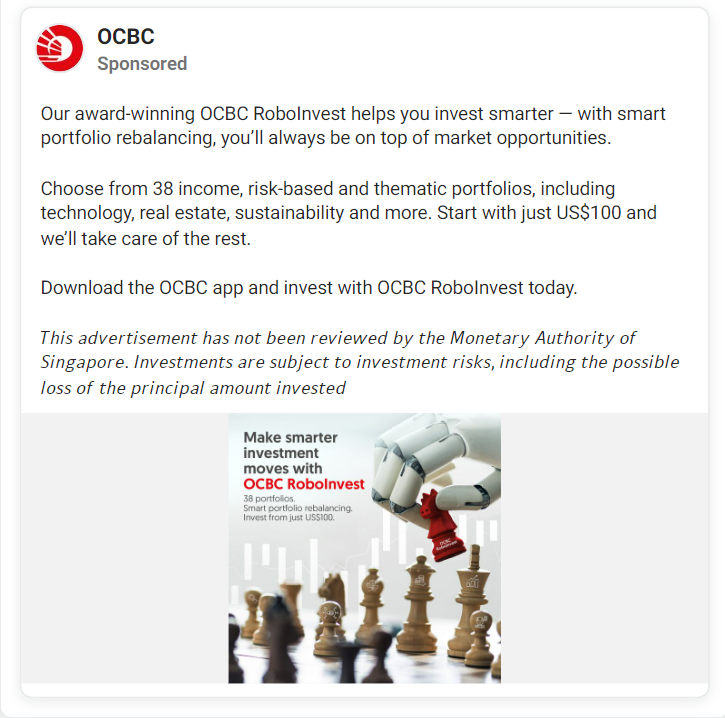 OCBC
Sponsored
Our award-winning OCBC RoboInvest helps you invest smarter — with smart
portfolio rebalancing, you’ll always be on top of market opportunities.
Choose from 38 income, risk-based and thematic portfolios, including
technology, real estate, sustainability and more. Start with just US$100 and
we’ll take care of the rest.
Download the OCBC app and invest with OCBC RoboInvest today.
This advertisement has not been reviewed by the Monetary Authority of
Singapore. Investments are subject to investment risks, including the possible
loss of the principal amount invested
Make smarter
investment
moves with
OCBC RoboInvest
38 portfolios.
Smart portfolio rebalancing.
Invest from just US$100.
OCBC
RoboInvest